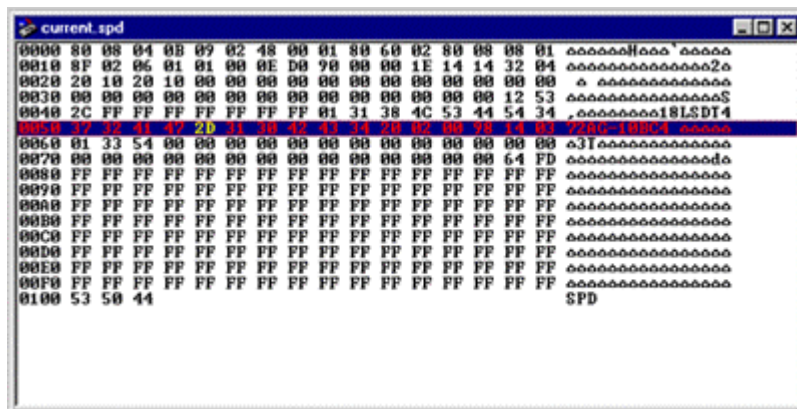 current.spd
0000 80 08 04 0B 09 02 48 00 01 80 60 02 80 08 08 01 △△△△△△H△△△`△△△△△
0010 8F 02 06 01 01 00 0E D0 90 00 00 1E 14 14 32 04 △△△△△△△△△△△△△△2△
0020 20 10 20 10 00 00 00 00 00 00 00 00 00 00 00 00  △ △△△△△△△△△△△△△
0030 00 00 00 00 00 00 00 00 00 00 00 00 00 00 12 53 △△△△△△△△△△△△△△△S
0040 2C FF FF FF FF FF FF FF 01 31 38 4C 53 44 54 34 ,△△△△△△△△18LSDT4
0050 37 32 41 47 2D 31 30 42 43 34 20 02 00 98 14 03 72AG-10BC4 △△△△△
0060 01 33 54 00 00 00 00 00 00 00 00 00 00 00 00 00 △3T△△△△△△△△△△△△△
0070 00 00 00 00 00 00 00 00 00 00 00 00 00 00 64 FD △△△△△△△△△△△△△△d△
0080 FF FF FF FF FF FF FF FF FF FF FF FF FF FF FF FF △△△△△△△△△△△△△△△△
0090 FF FF FF FF FF FF FF FF FF FF FF FF FF FF FF FF △△△△△△△△△△△△△△△△
00A0 FF FF FF FF FF FF FF FF FF FF FF FF FF FF FF FF △△△△△△△△△△△△△△△△
00B0 FF FF FF FF FF FF FF FF FF FF FF FF FF FF FF FF △△△△△△△△△△△△△△△△
00C0 FF FF FF FF FF FF FF FF FF FF FF FF FF FF FF FF △△△△△△△△△△△△△△△△
00D0 FF FF FF FF FF FF FF FF FF FF FF FF FF FF FF FF △△△△△△△△△△△△△△△△
00E0 FF FF FF FF FF FF FF FF FF FF FF FF FF FF FF FF △△△△△△△△△△△△△△△△
00F0 FF FF FF FF FF FF FF FF FF FF FF FF FF FF FF FF △△△△△△△△△△△△△△△△
0100 53 50 44 SPD